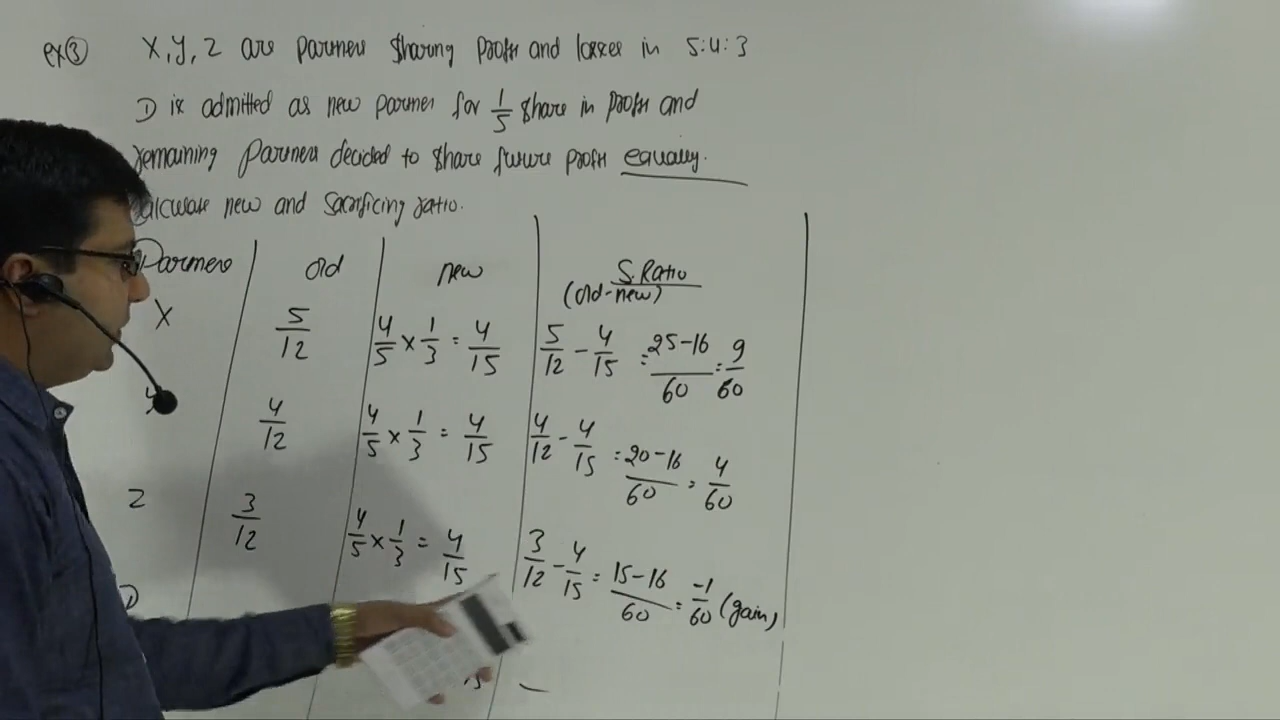 ex③ X, Y, Z are partners sharing profit and losses in 5:4:3
D is admitted as new partner for 1/5 share in profit and
remaining partners decided to share future profit equally.
Calculate new and sacrificing ratio.
Partners old new S.Ratio
(old-new)
X 5/12 4/5 × 1/3 = 4/15 5/12 - 4/15 = 25-16/60 = 9/60
Y 4/12 4/5 × 1/3 = 4/15 4/12 - 4/15 = 20-16/60 = 4/60
Z 3/12 4/5 × 1/3 = 4/15 3/12 - 4/15 = 15-16/60 = -1/60 (gain)
D —